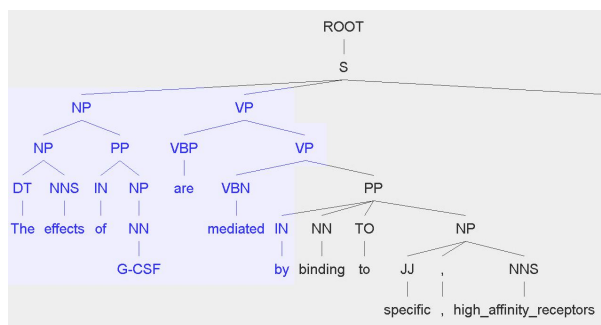 ROOT
S
NP VP
NP PP VBP VP
DT NNS IN NP are VBN PP
The effects of NN mediated IN NN TO NP
G-CSF by binding to JJ , NNS
specific , high_affinity_receptors